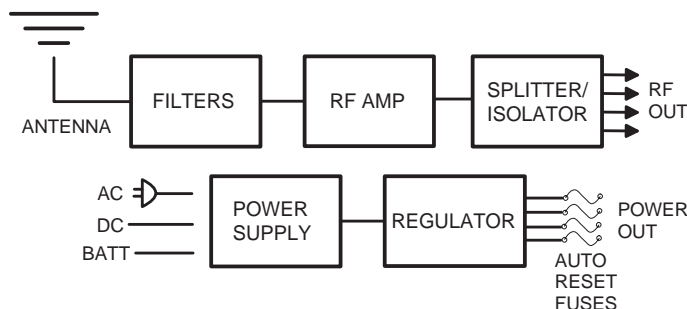 ANTENNA
FILTERS
RF AMP
SPLITTER/
ISOLATOR
RF
OUT
AC
DC
BATT
POWER
SUPPLY
REGULATOR
POWER
OUT
AUTO
RESET
FUSES